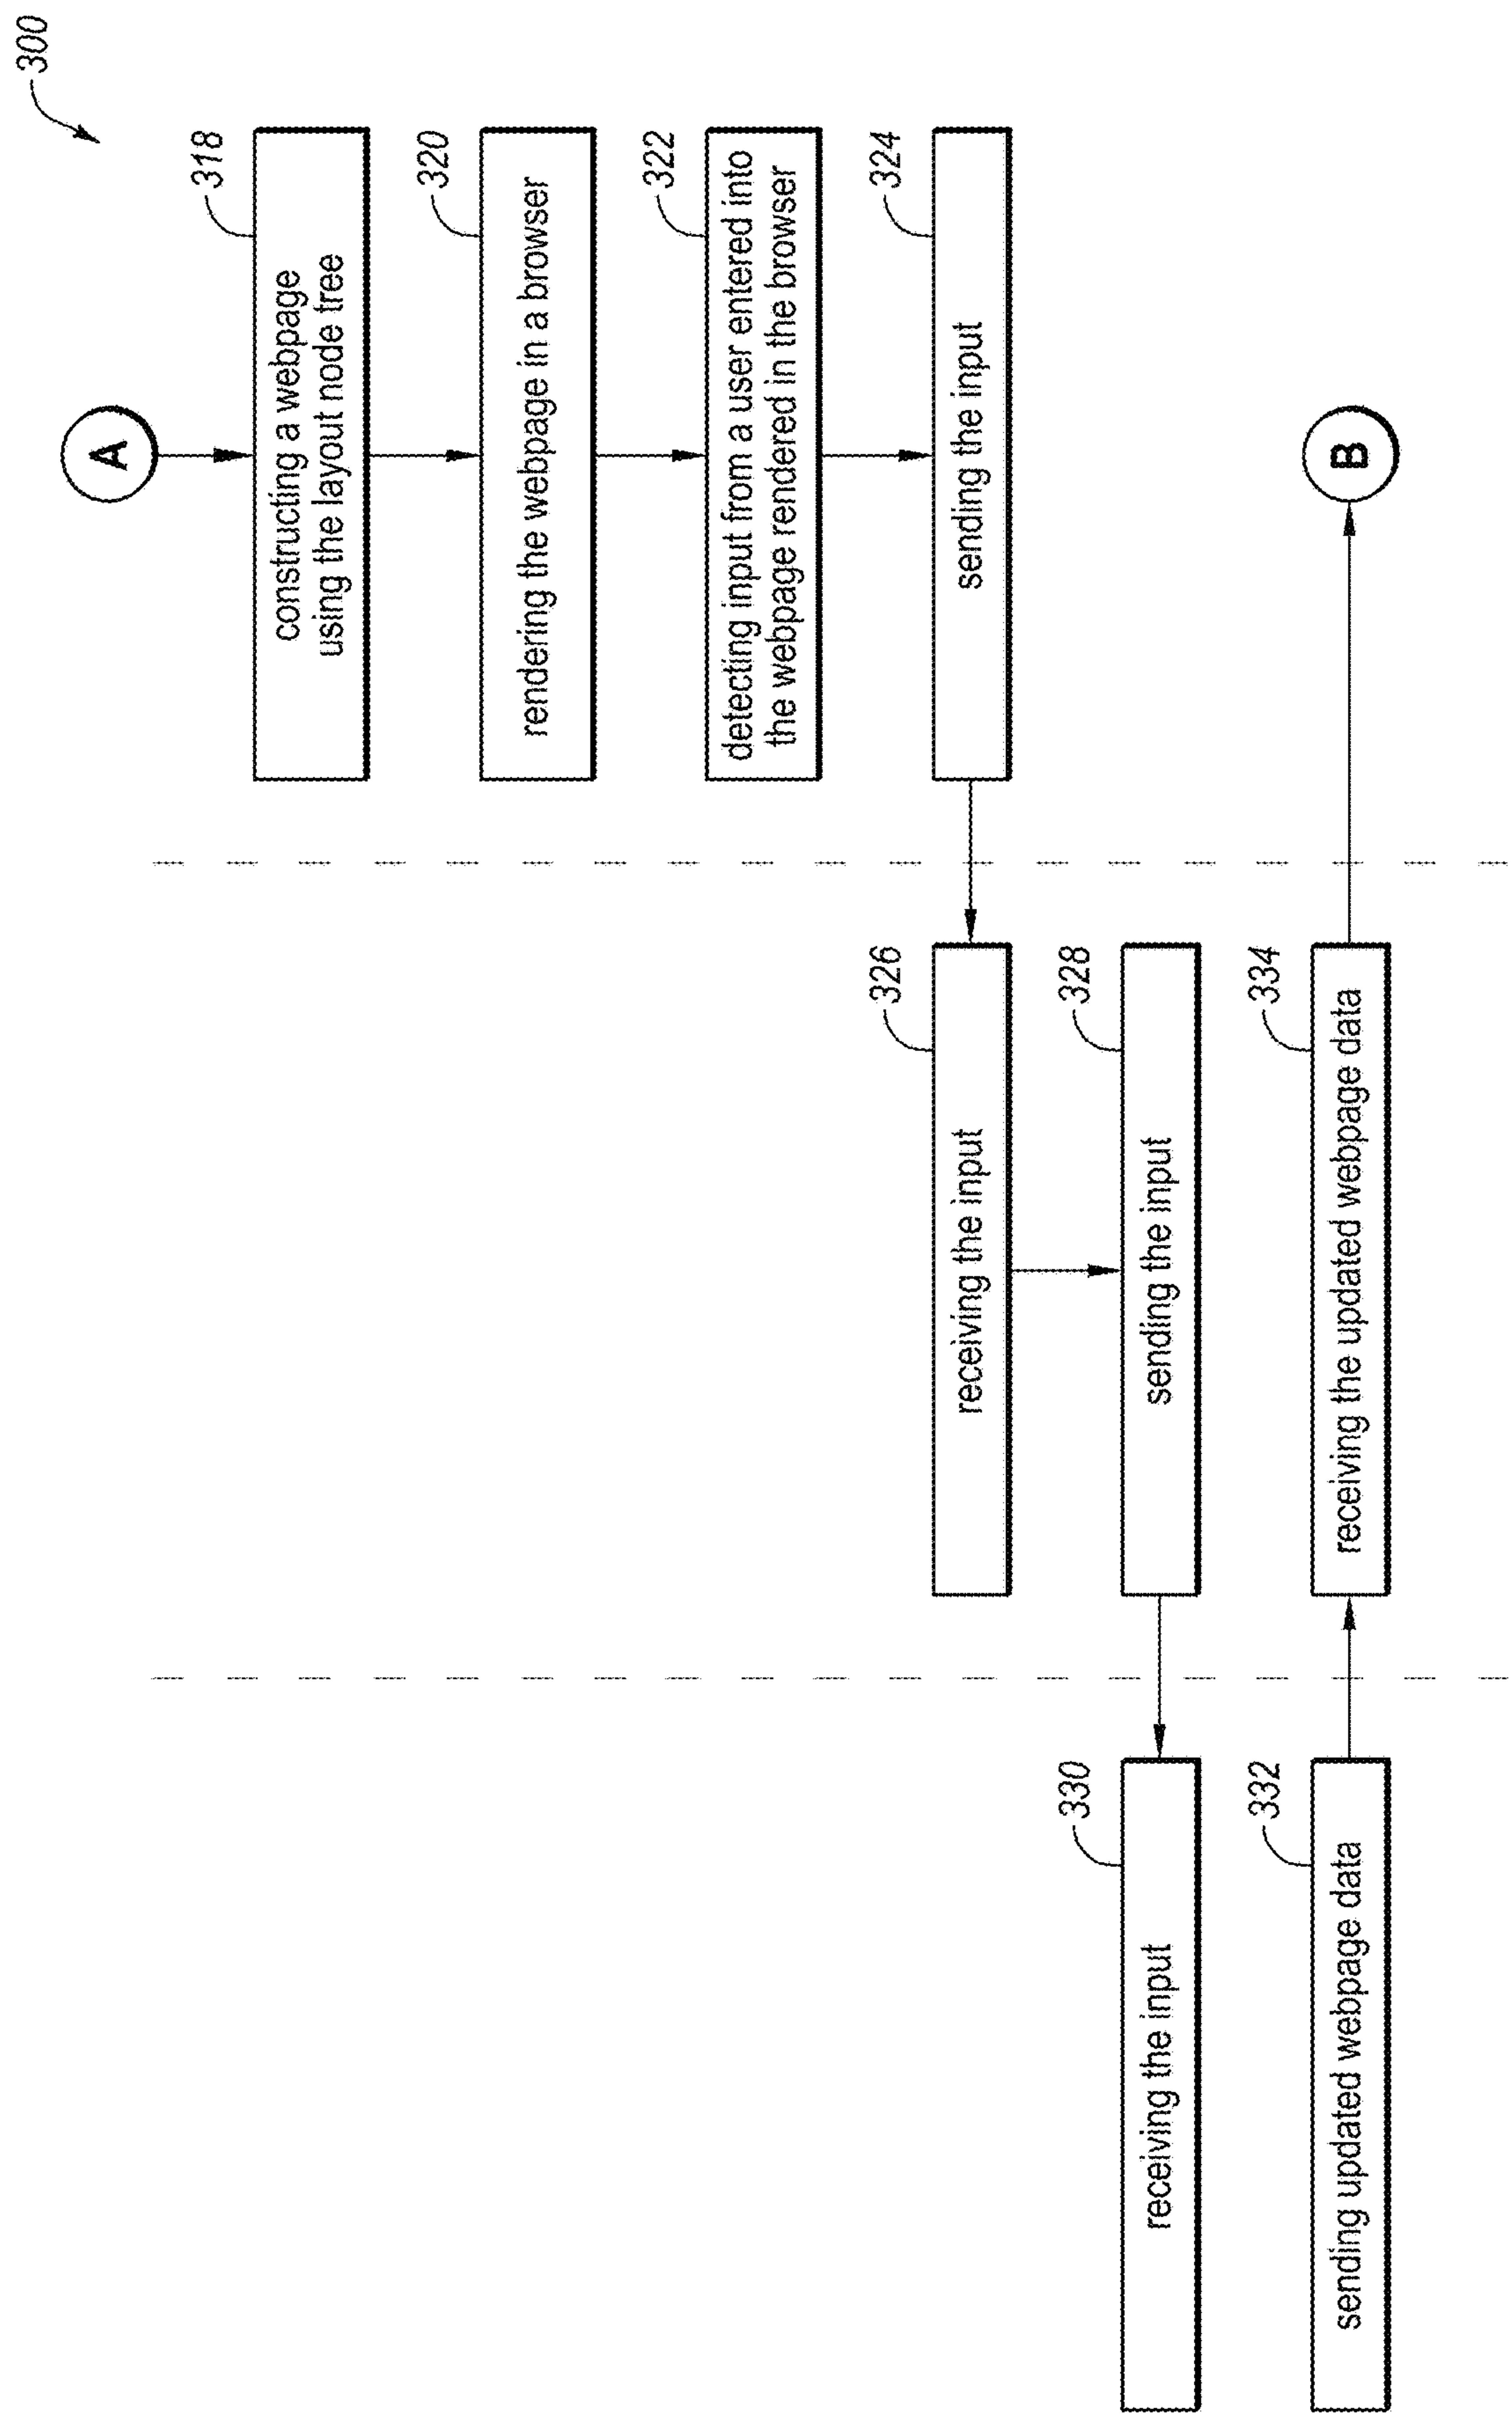 300
A
318
constructing a webpage
using the layout node tree
320
rendering the webpage in a browser
322
detecting input from a user entered into
the webpage rendered in the browser
324
sending the input
326
receiving the input
328
sending the input
330
receiving the input
332
sending updated webpage data
334
receiving the updated webpage data
B